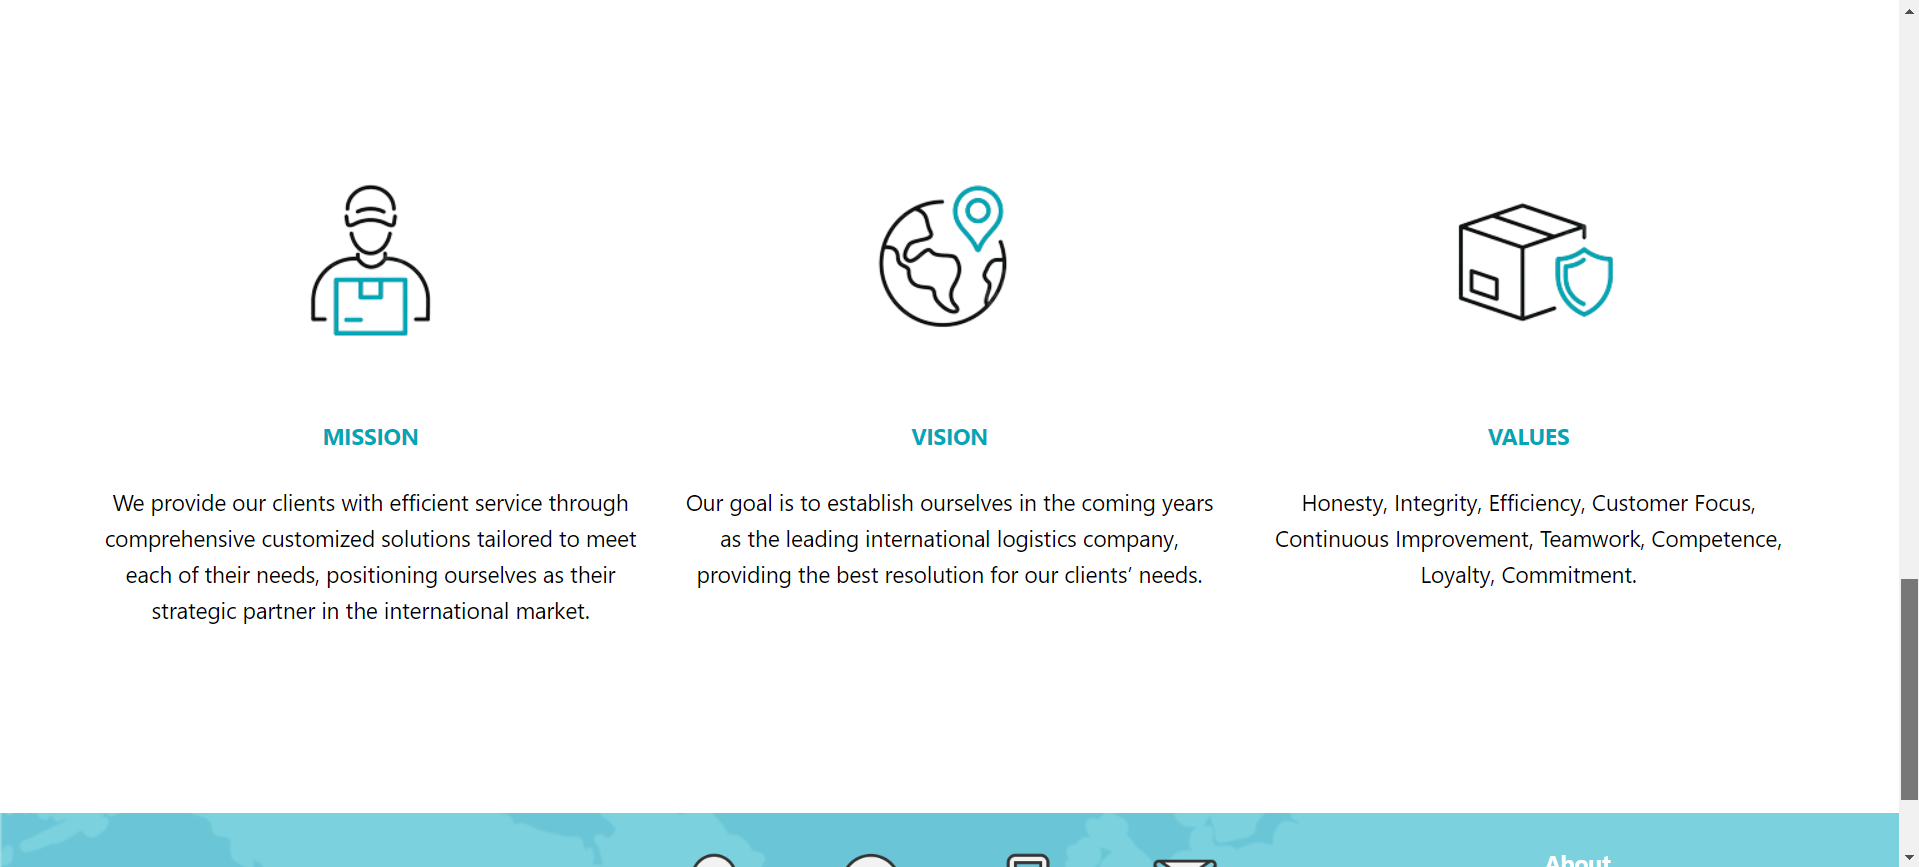 MISSION
We provide our clients with efficient service through
comprehensive customized solutions tailored to meet
each of their needs, positioning ourselves as their
strategic partner in the international market.
VISION
Our goal is to establish ourselves in the coming years
as the leading international logistics company,
providing the best resolution for our clients’ needs.
VALUES
Honesty, Integrity, Efficiency, Customer Focus,
Continuous Improvement, Teamwork, Competence,
Loyalty, Commitment.
About